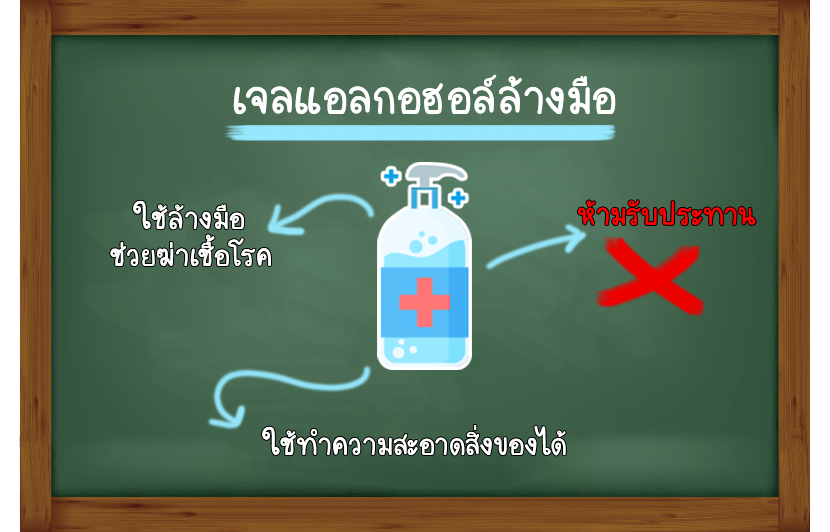 เจลแอลกอฮอล์ล้างมือ
ใช้ล้างมือ
ช่วยฆ่าเชื้อโรค
ห้ามรับประทาน
ใช้ทำความสะอาดสิ่งของได้